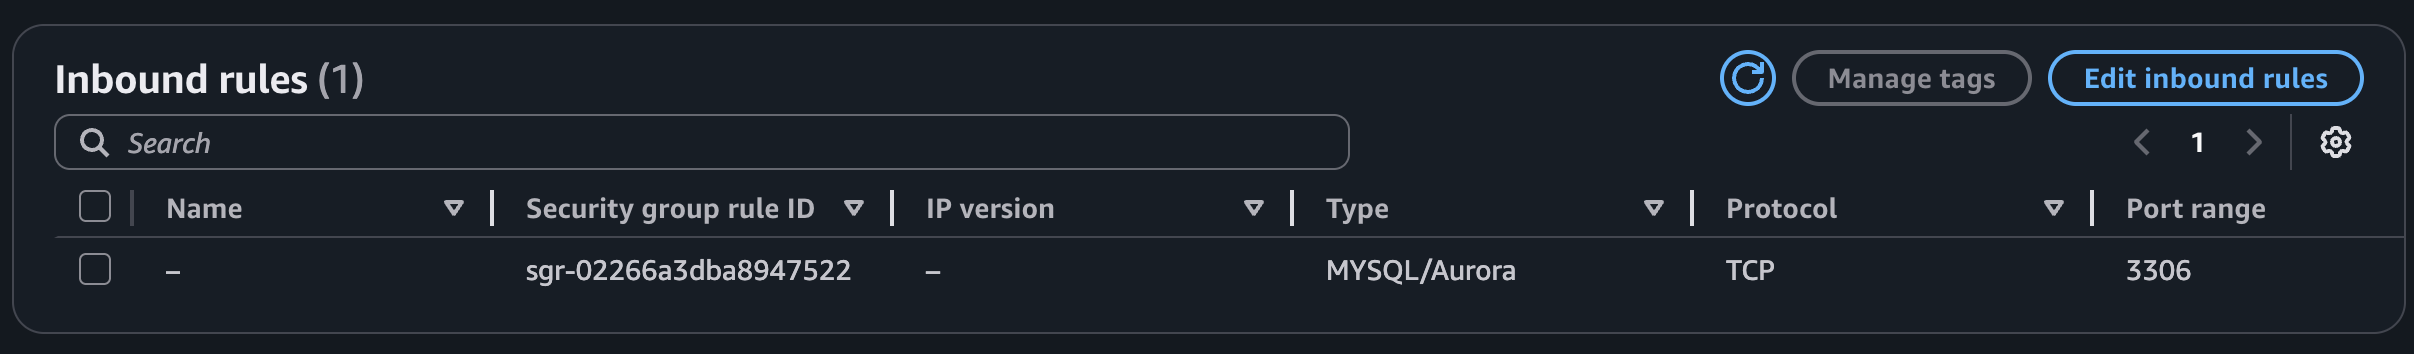 Inbound rules (1)
Manage tags
Edit inbound rules
Search
1
Name Security group rule ID IP version Type Protocol Port range
– sgr-02266a3dba8947522 – MYSQL/Aurora TCP 3306